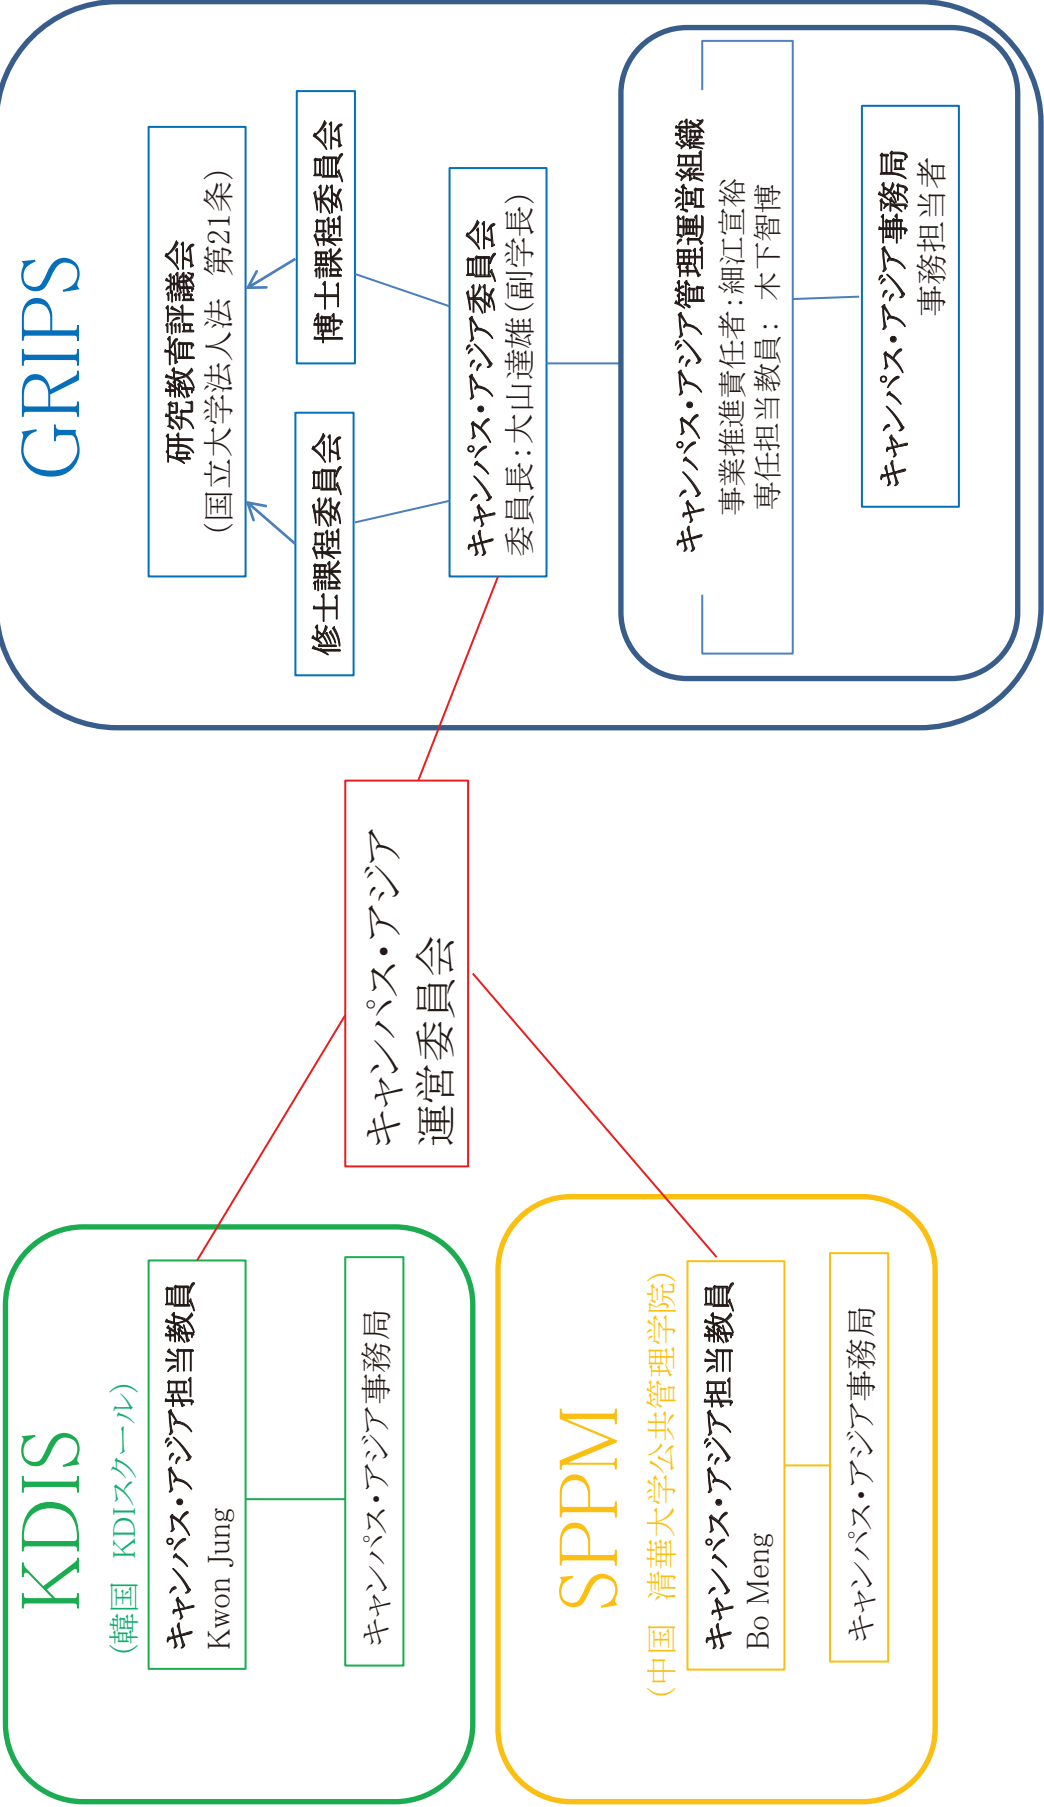 KDIS
(韓国　KDIスクール)
キャンパス・アジア担当教員
Kwon Jung
キャンパス・アジア事務局
SPPM
(中国　清華大学公共管理学院)
キャンパス・アジア担当教員
Bo Meng
キャンパス・アジア事務局
キャンパス・アジア
運営委員会
GRIPS
研究教育評議会
(国立大学法人法　第21条)
修士課程委員会
博士課程委員会
キャンパス・アジア委員会
委員長：大山達雄(副学長)
キャンパス・アジア管理運営組織
事業推進責任者：細江宣裕
専任担当教員：木下智博
キャンパス・アジア事務局
事務担当者